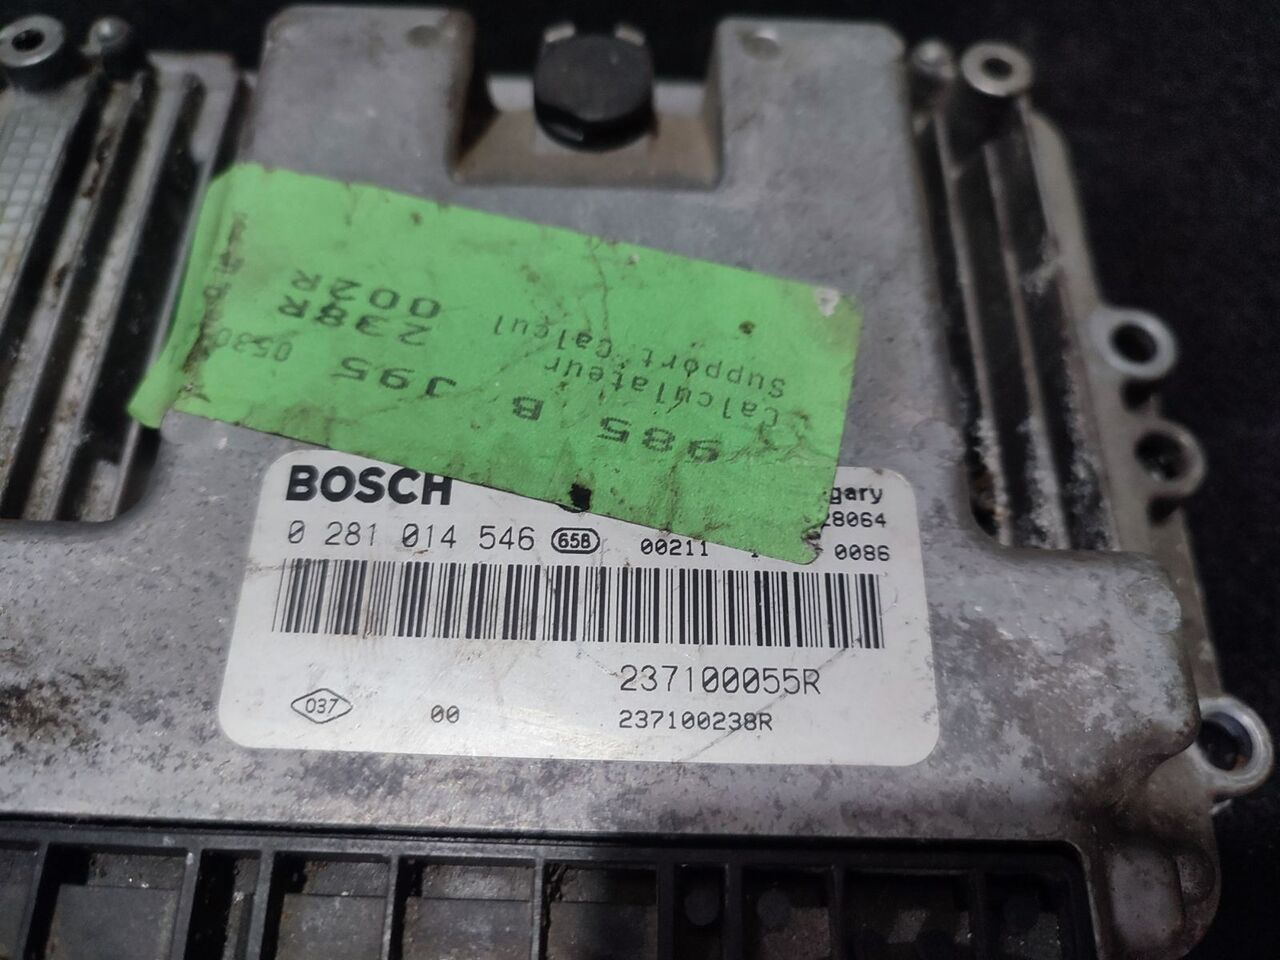 002R
238R
0530
J95
Support Calcul
Calculateur
985 B
BOSCH
gary
0 281 014 546 658
28064
00211
0086
237100055R
037
00
237100238R